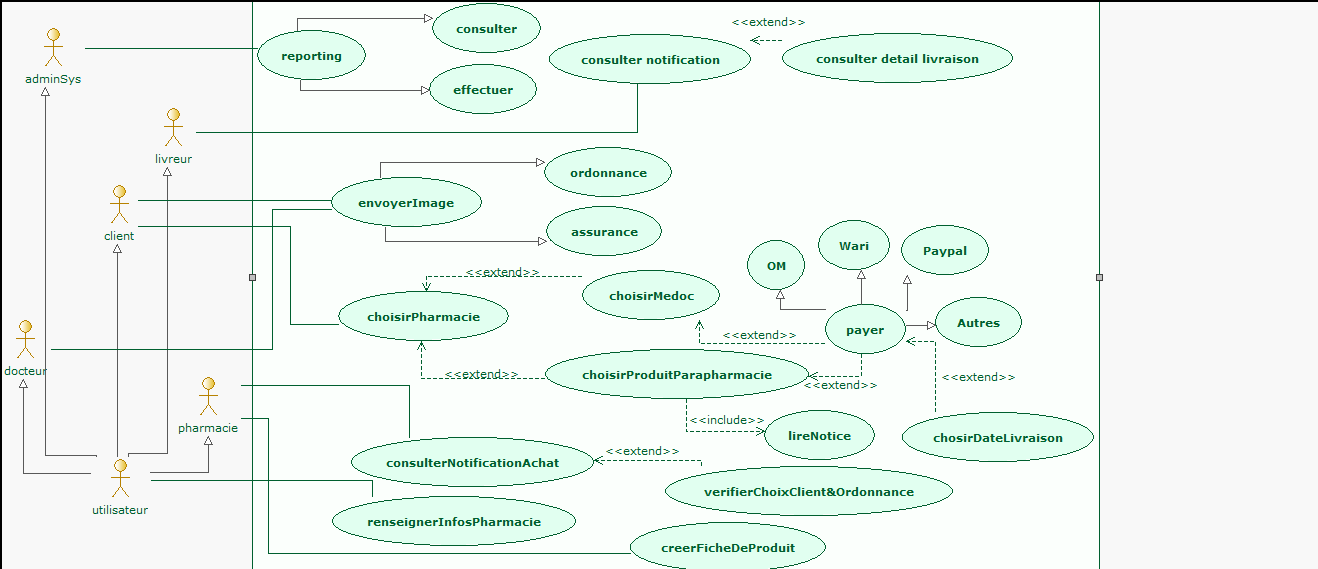 <<extend>>
consulter
reporting
consulter notification
consulter detail livraison
adminSys
effectuer
livreur
ordonnance
envoyerImage
client
assurance
Wari
Paypal
OM
<<extend>>
choisirMedoc
choisirPharmacie
Autres
payer
<<extend>>
docteur
<<extend>>
choisirProduitParapharmacie
<<extend>>
<<extend>>
pharmacie
<<include>>
lireNotice
chosirDateLivraison
<<extend>>
consulterNotificationAchat
verifierChoixClient&Ordonnance
utilisateur
renseignerInfosPharmacie
creerFicheDeProduit